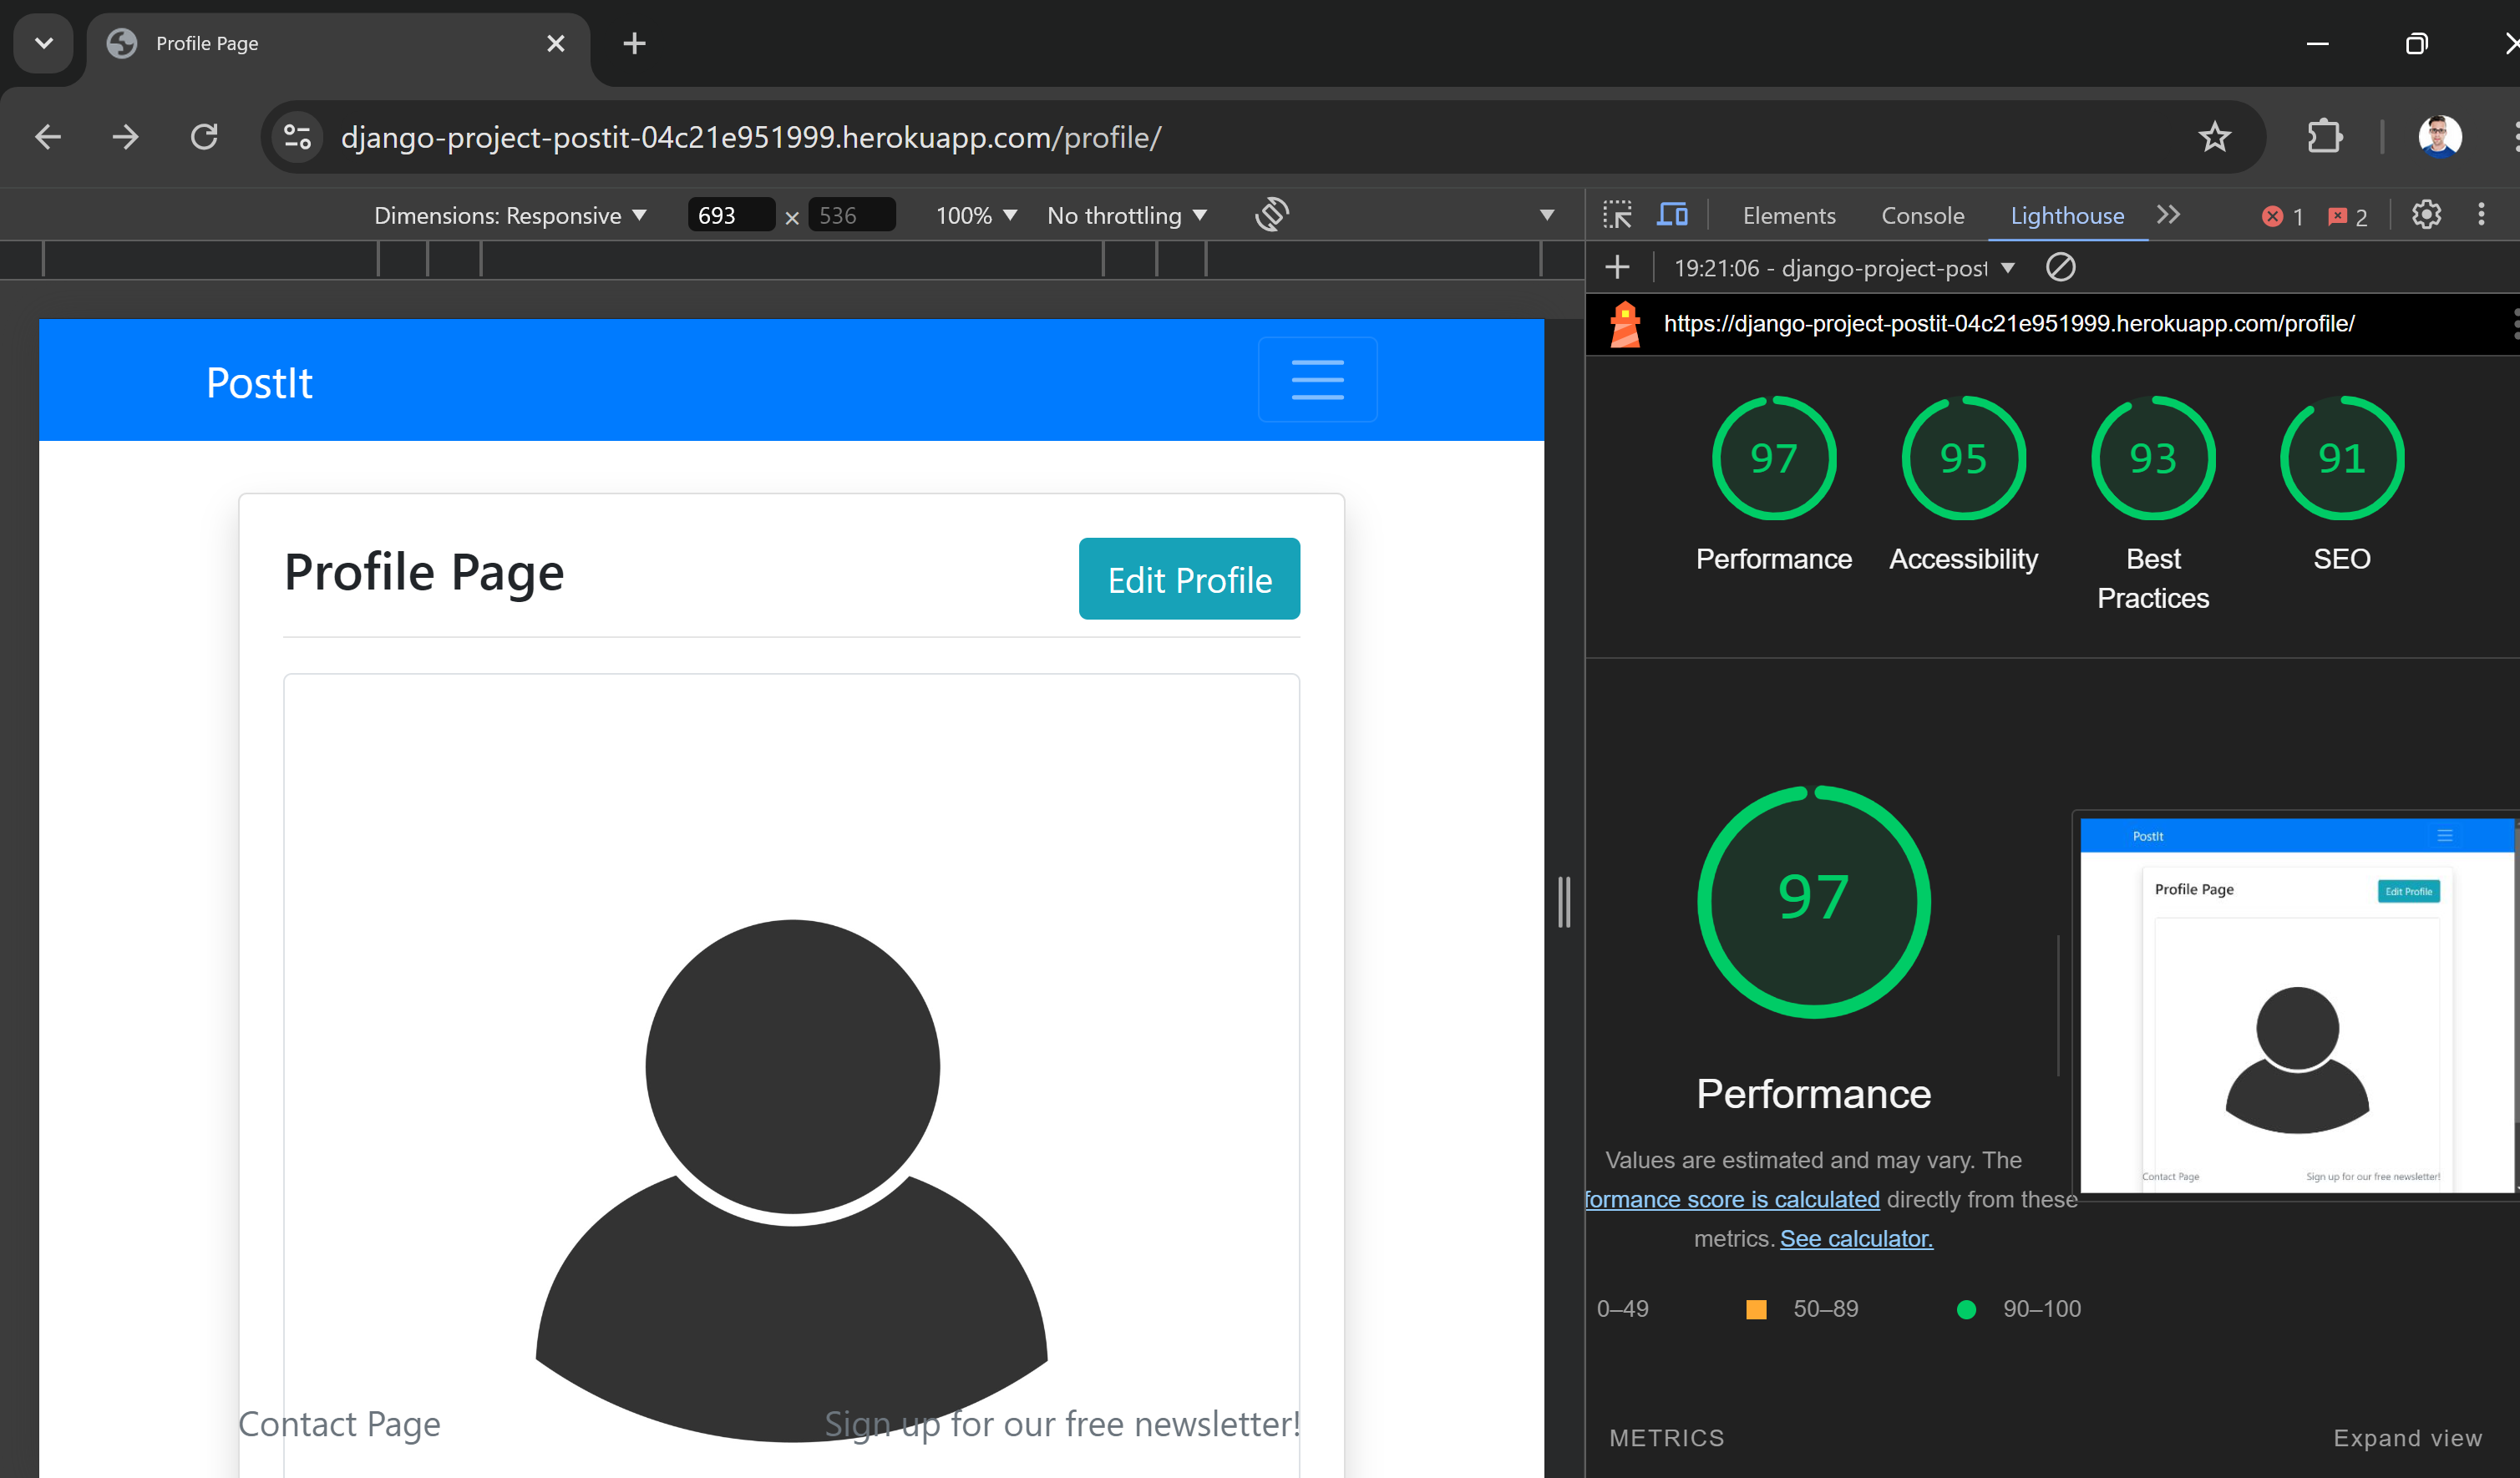 Profile Page
django-project-postit-04c21e951999.herokuapp.com/profile/
Dimensions: Responsive 693 × 536 100% No throttling
Elements Console Lighthouse 1 2
19:21:06 - django-project-post
https://django-project-postit-04c21e951999.herokuapp.com/profile/
PostIt
Profile Page
Edit Profile
Contact Page
Sign up for our free newsletter!
97 95 93 91
Performance Accessibility Best Practices SEO
97
Performance
Values are estimated and may vary. The
formance score is calculated directly from these
metrics. See calculator.
0–49 50–89 90–100
METRICS
Expand view
PostIt
Profile Page
Edit Profile
Contact Page
Sign up for our free newsletter!